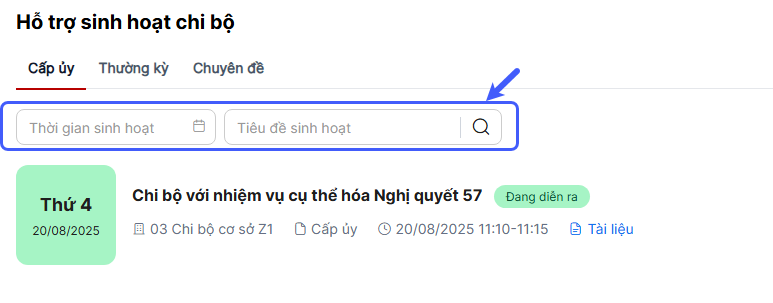 Hỗ trợ sinh hoạt chi bộ
Cấp ủy Thường kỳ Chuyên đề
Thời gian sinh hoạt Tiêu đề sinh hoạt
Thứ 4
20/08/2025
Chi bộ với nhiệm vụ cụ thể hóa Nghị quyết 57 Đang diễn ra
03 Chi bộ cơ sở Z1 Cấp ủy 20/08/2025 11:10-11:15 Tài liệu